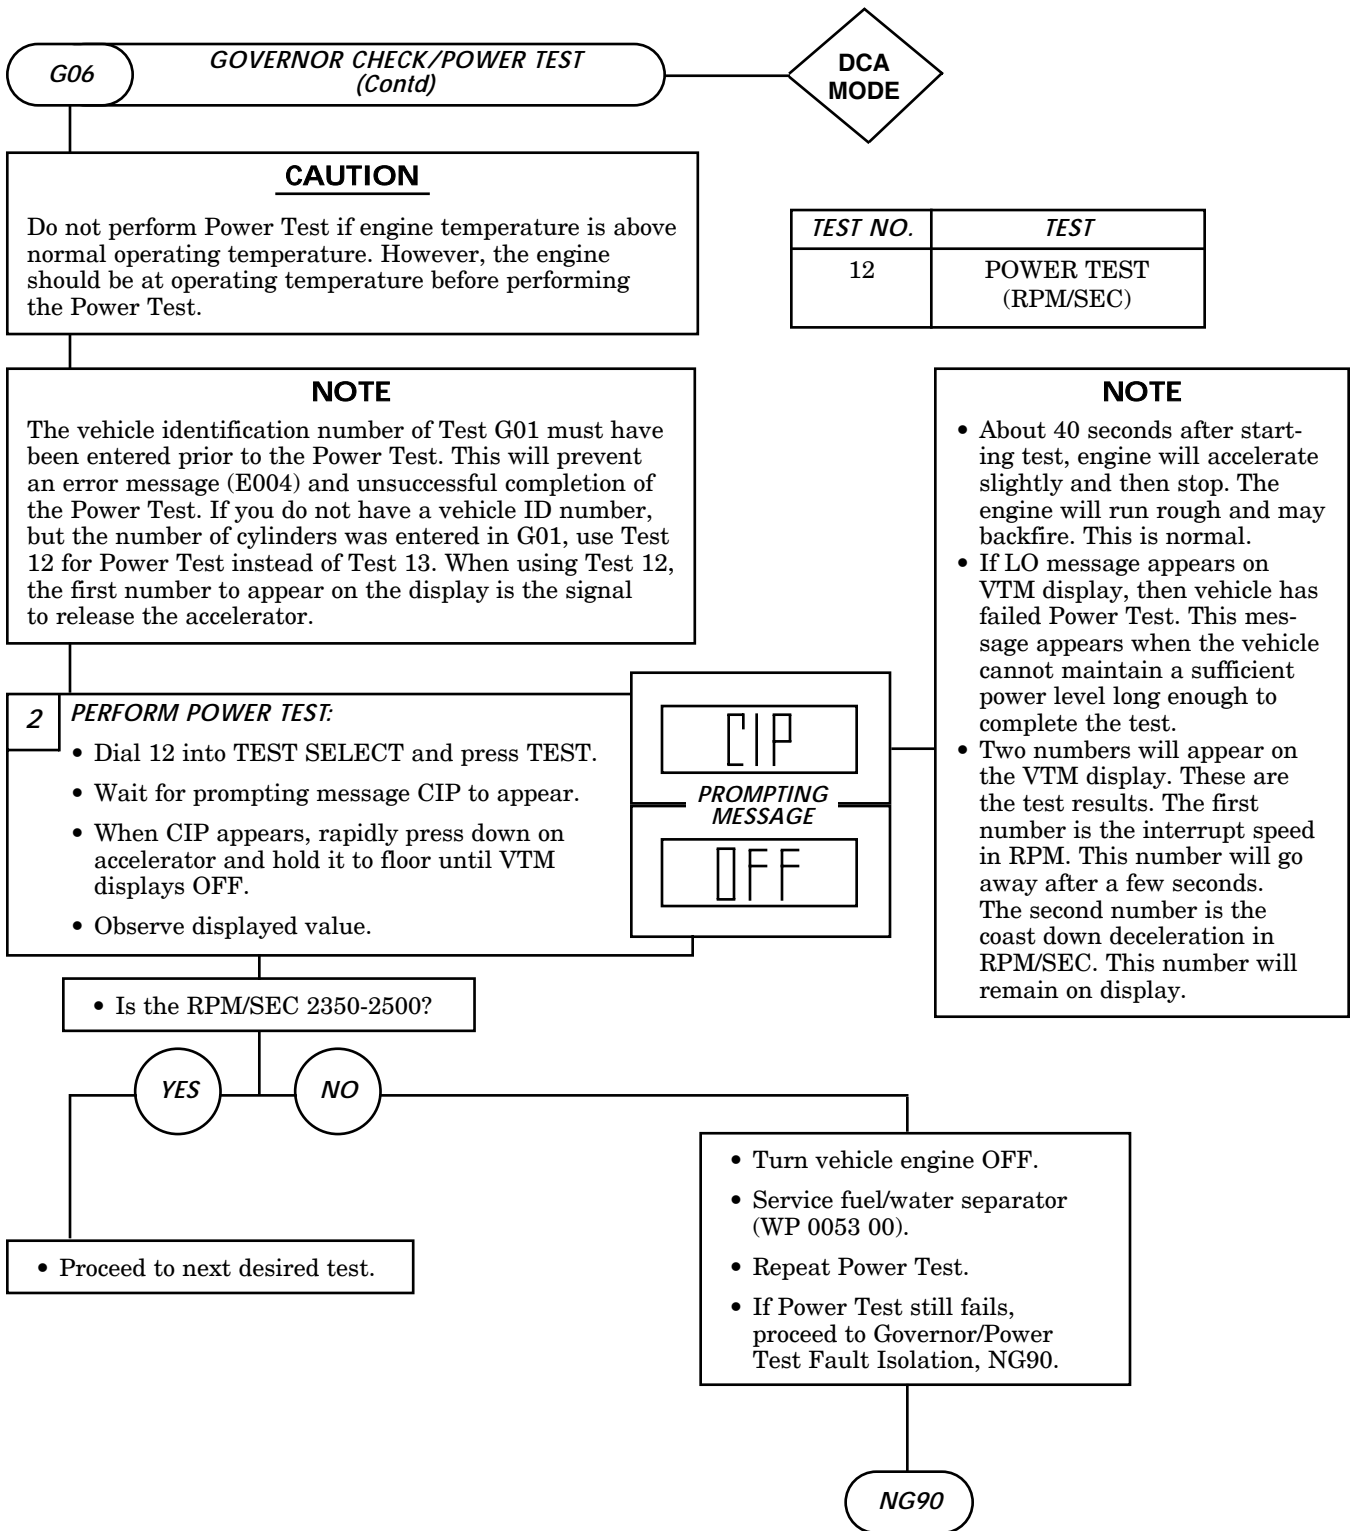 G06
GOVERNOR CHECK/POWER TEST
(Contd)
DCA
MODE
CAUTION
Do not perform Power Test if engine temperature is above
normal operating temperature. However, the engine
should be at operating temperature before performing
the Power Test.
TEST NO.
TEST
12
POWER TEST
(RPM/SEC)
NOTE
The vehicle identification number of Test G01 must have
been entered prior to the Power Test. This will prevent
an error message (E004) and unsuccessful completion of
the Power Test. If you do not have a vehicle ID number,
but the number of cylinders was entered in G01, use Test
12 for Power Test instead of Test 13. When using Test 12,
the first number to appear on the display is the signal
to release the accelerator.
NOTE
• About 40 seconds after start-
ing test, engine will accelerate
slightly and then stop. The
engine will run rough and may
backfire. This is normal.
• If LO message appears on
VTM display, then vehicle has
failed Power Test. This mes-
sage appears when the vehicle
cannot maintain a sufficient
power level long enough to
complete the test.
• Two numbers will appear on
the VTM display. These are
the test results. The first
number is the interrupt speed
in RPM. This number will go
away after a few seconds.
The second number is the
coast down deceleration in
RPM/SEC. This number will
remain on display.
2
PERFORM POWER TEST:
• Dial 12 into TEST SELECT and press TEST.
• Wait for prompting message CIP to appear.
• When CIP appears, rapidly press down on
accelerator and hold it to floor until VTM
displays OFF.
• Observe displayed value.
CIP
PROMPTING
MESSAGE
OFF
• Is the RPM/SEC 2350-2500?
YES
NO
• Proceed to next desired test.
• Turn vehicle engine OFF.
• Service fuel/water separator
(WP 0053 00).
• Repeat Power Test.
• If Power Test still fails,
proceed to Governor/Power
Test Fault Isolation, NG90.
NG90